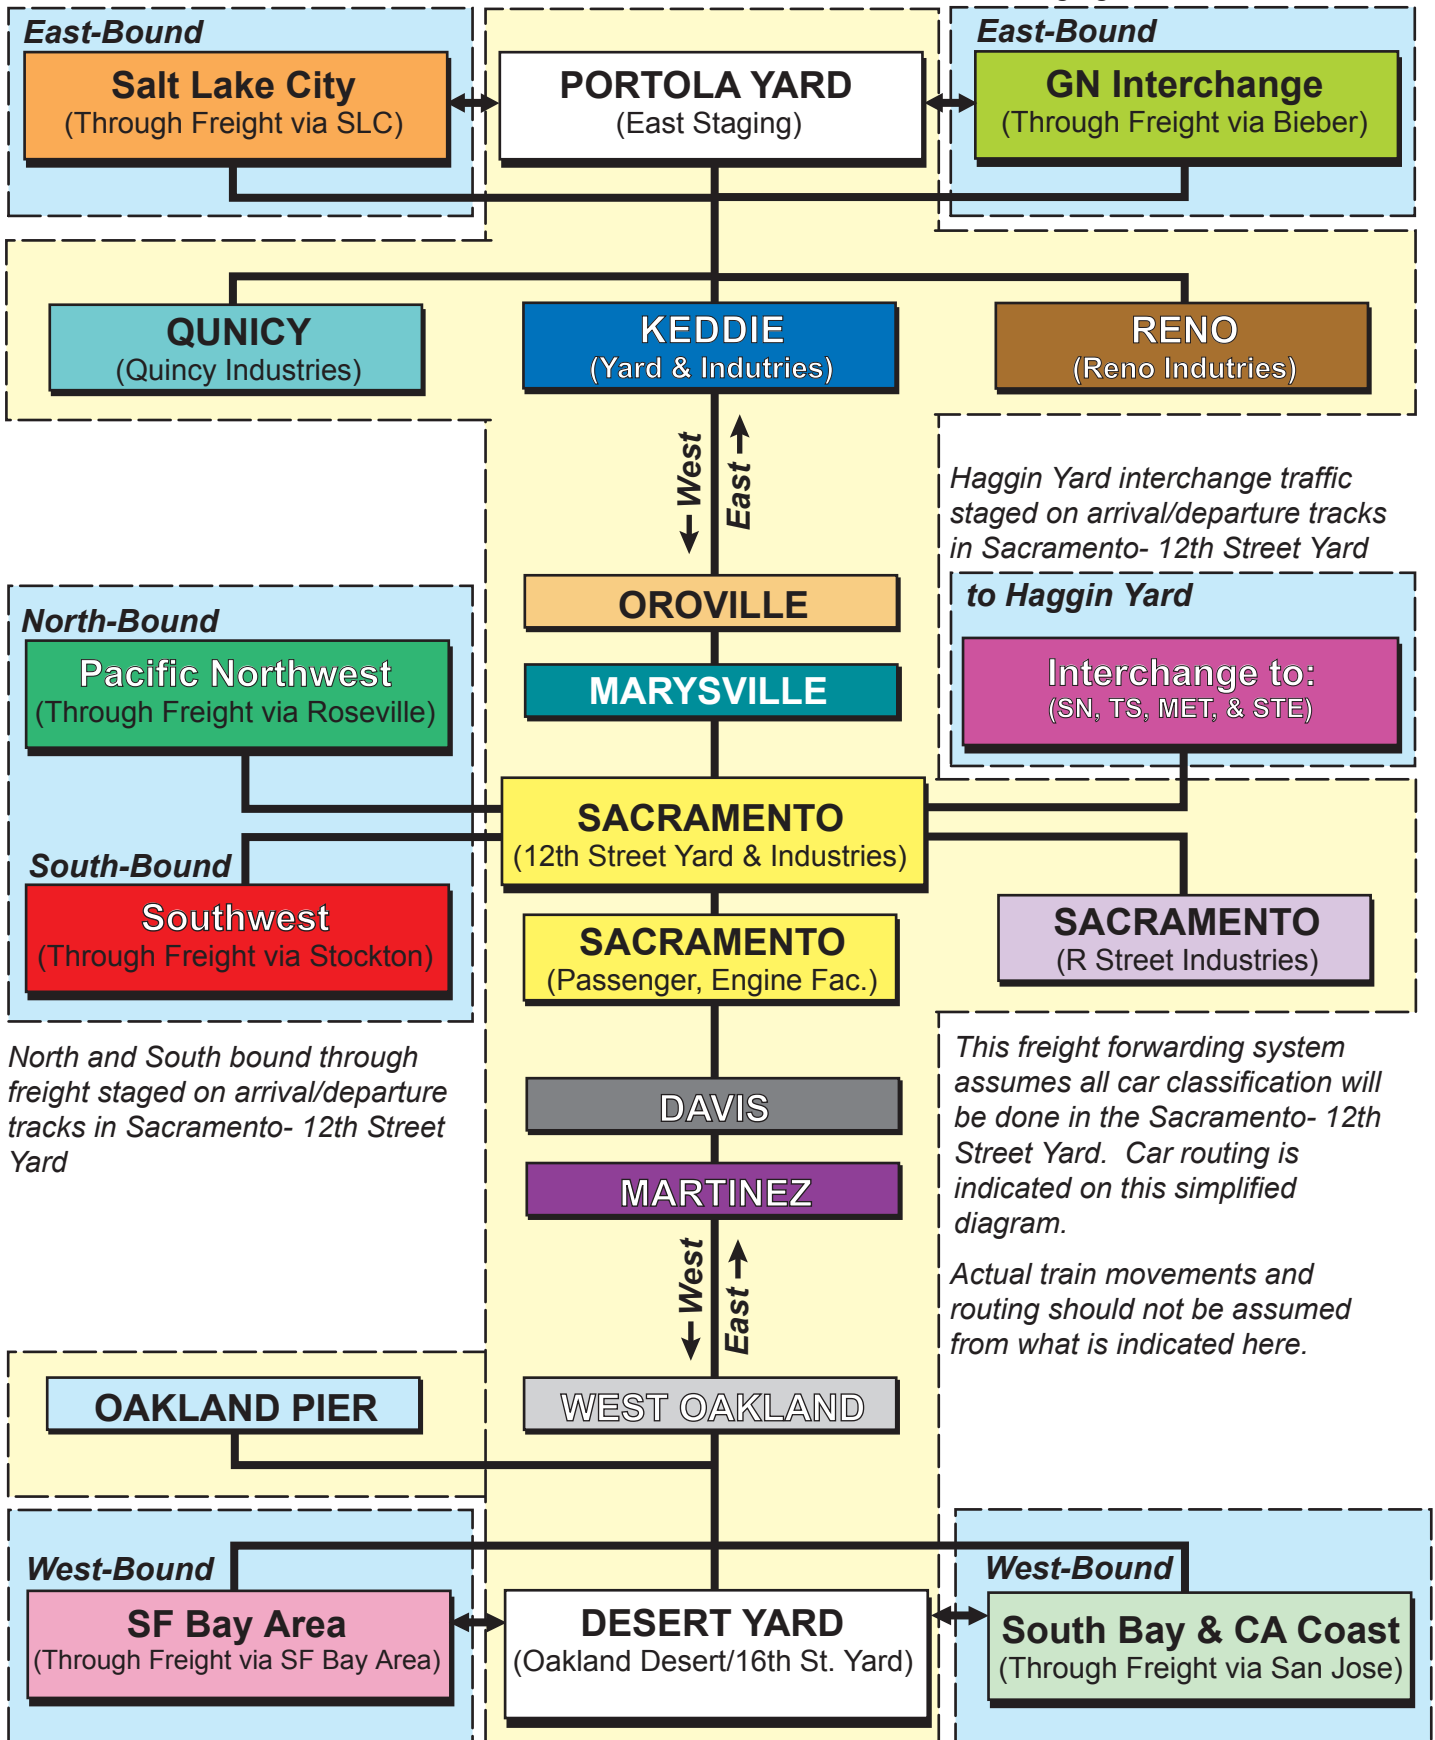 East-Bound
Salt Lake City
(Through Freight via SLC)
PORTOLA YARD
(East Staging)
East-Bound
GN Interchange
(Through Freight via Bieber)
QUNICY
(Quincy Industries)
KEDDIE
(Yard & Indutries)
RENO
(Reno Indutries)
West
East
Haggin Yard interchange traffic
staged on arrival/departure tracks
in Sacramento- 12th Street Yard
OROVILLE
MARYSVILLE
North-Bound
Pacific Northwest
(Through Freight via Roseville)
to Haggin Yard
Interchange to:
(SN, TS, MET, & STE)
SACRAMENTO
(12th Street Yard & Industries)
South-Bound
Southwest
(Through Freight via Stockton)
SACRAMENTO
(Passenger, Engine Fac.)
SACRAMENTO
(R Street Industries)
North and South bound through
freight staged on arrival/departure
tracks in Sacramento- 12th Street
Yard
DAVIS
MARTINEZ
This freight forwarding system
assumes all car classification will
be done in the Sacramento- 12th
Street Yard.  Car routing is
indicated on this simplified
diagram.
Actual train movements and
routing should not be assumed
from what is indicated here.
West
East
OAKLAND PIER
WEST OAKLAND
West-Bound
SF Bay Area
(Through Freight via SF Bay Area)
DESERT YARD
(Oakland Desert/16th St. Yard)
West-Bound
South Bay & CA Coast
(Through Freight via San Jose)